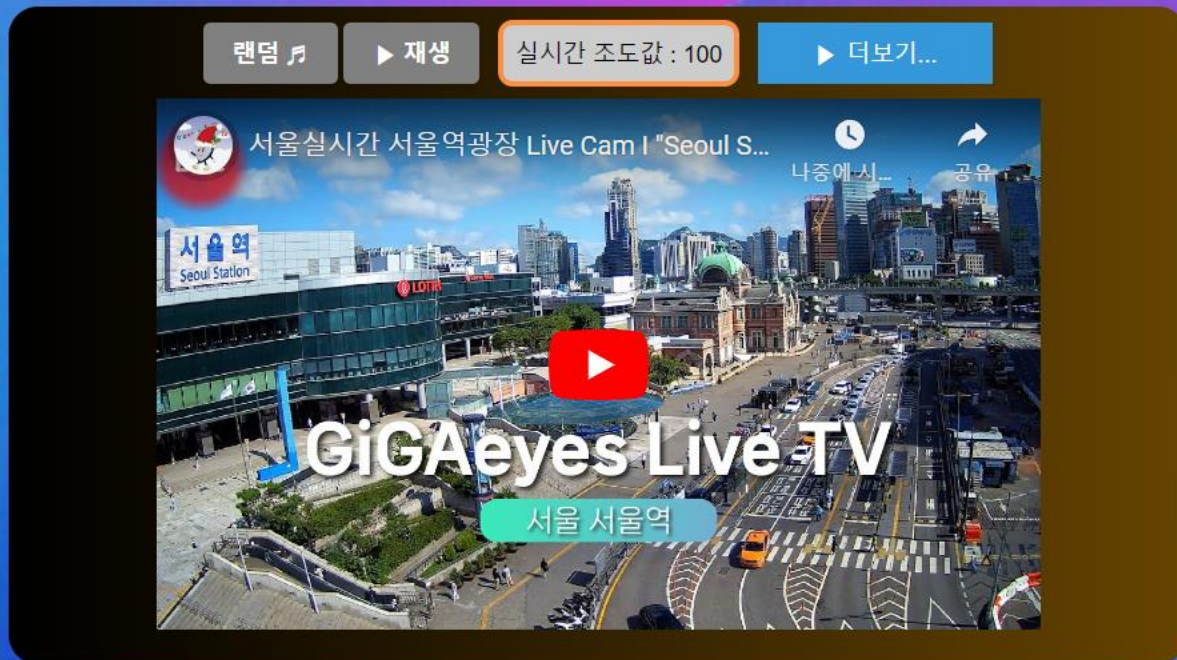 랜덤 ♬
▶ 재생
실시간 조도값 : 100
▶ 더보기...
서울실시간 서울역광장 Live Cam I "Seoul S...
나중에 시...
공유
서울역
Seoul Station
LOTTE
GiGAeyes Live TV
서울 서울역